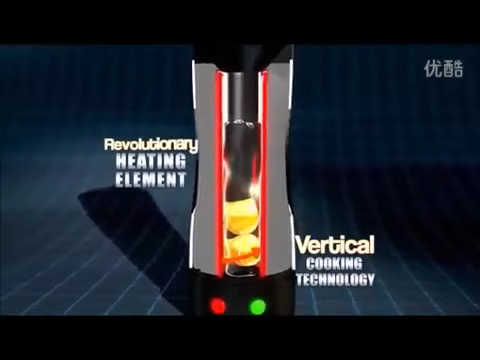 优酷
Revolutionary
HEATING
ELEMENT
Vertical
COOKING
TECHNOLOGY